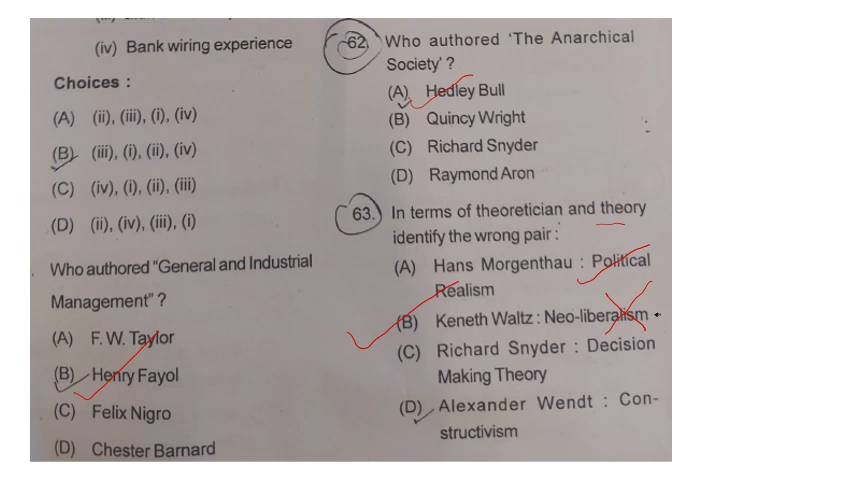 (iv) Bank wiring experience
Choices :
(A) (ii), (iii), (i), (iv)
(B) (iii), (i), (ii), (iv)
(C) (iv), (i), (ii), (iii)
(D) (ii), (iv), (iii), (i)
Who authored “General and Industrial
Management” ?
(A) F. W. Taylor
(B) Henry Fayol
(C) Felix Nigro
(D) Chester Barnard
62. Who authored ‘The Anarchical
Society’ ?
(A) Hedley Bull
(B) Quincy Wright
(C) Richard Snyder
(D) Raymond Aron
63. In terms of theoretician and theory
identify the wrong pair :
(A) Hans Morgenthau : Political
Realism
(B) Keneth Waltz : Neo-liberalism
(C) Richard Snyder : Decision
Making Theory
(D) Alexander Wendt : Con-
structivism